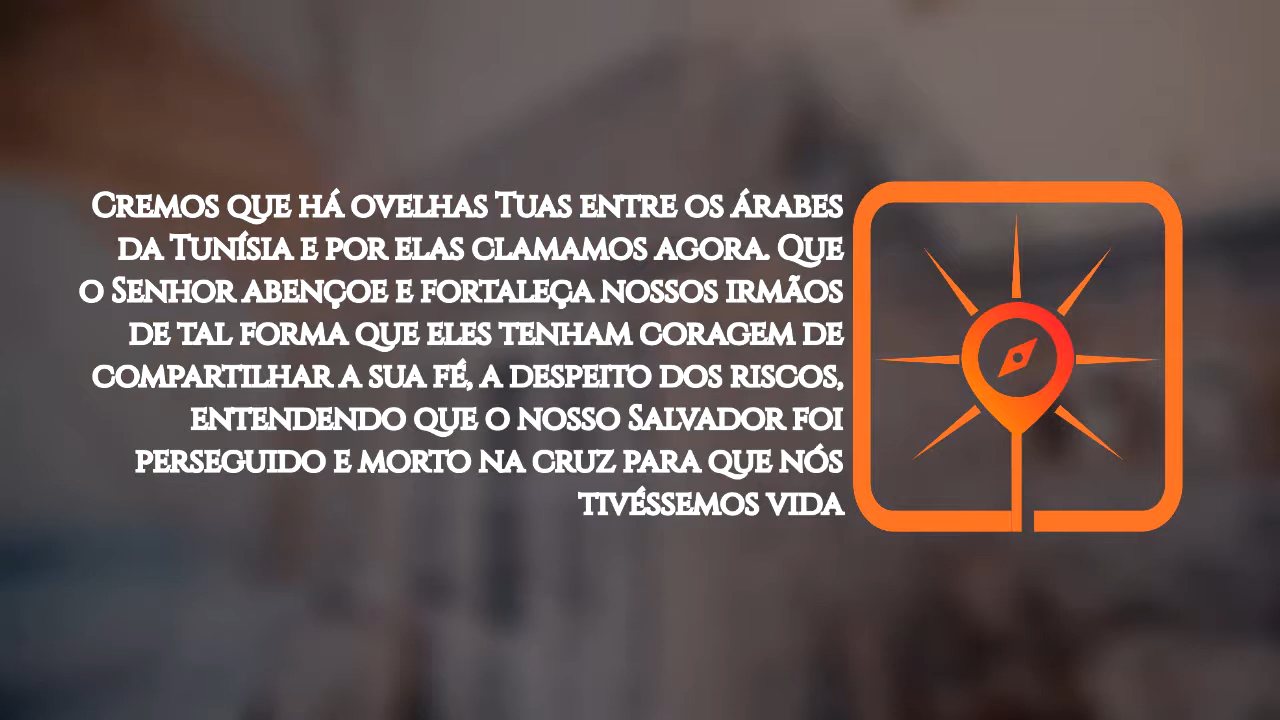 Cremos que há ovelhas Tuas entre os árabes
da Tunísia e por elas clamamos agora. Que
o Senhor abençoe e fortaleça nossos irmãos
de tal forma que eles tenham coragem de
compartilhar a sua fé, a despeito dos riscos,
entendendo que o nosso Salvador foi
perseguido e morto na cruz para que nós
tivéssemos vida